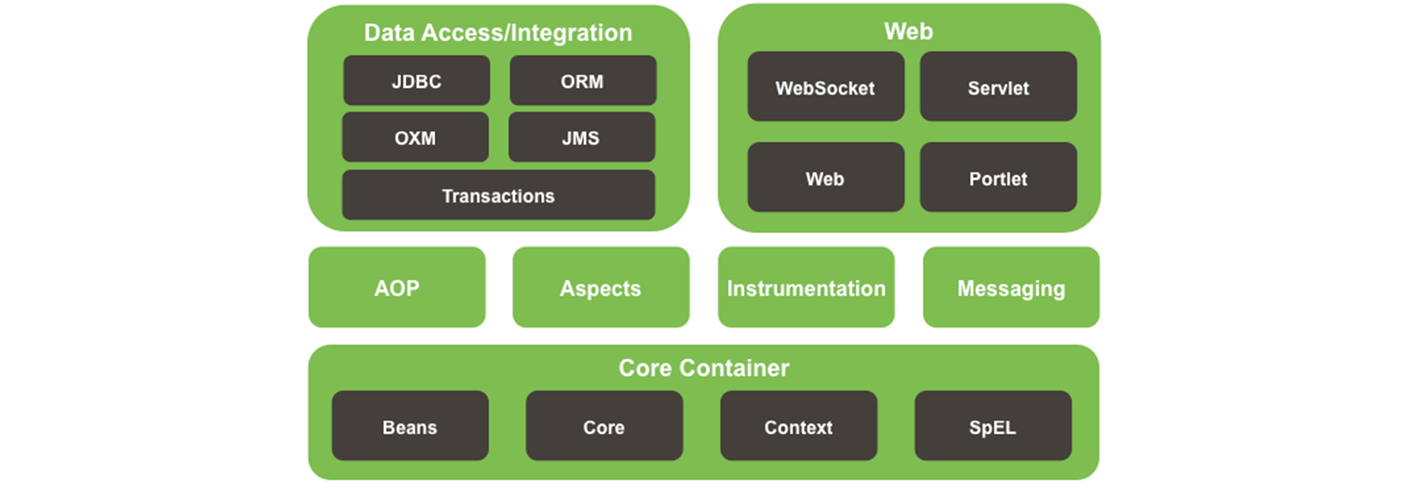 Data Access/Integration
JDBC
ORM
OXM
JMS
Transactions
Web
WebSocket
Servlet
Web
Portlet
AOP
Aspects
Instrumentation
Messaging
Core Container
Beans
Core
Context
SpEL